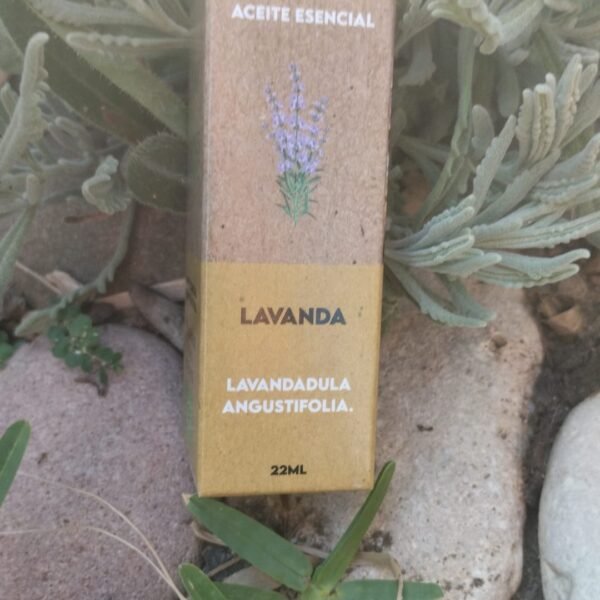 ACEITE ESENCIAL
LAVANDA
LAVANDADULA
ANGUSTIFOLIA.
22ML